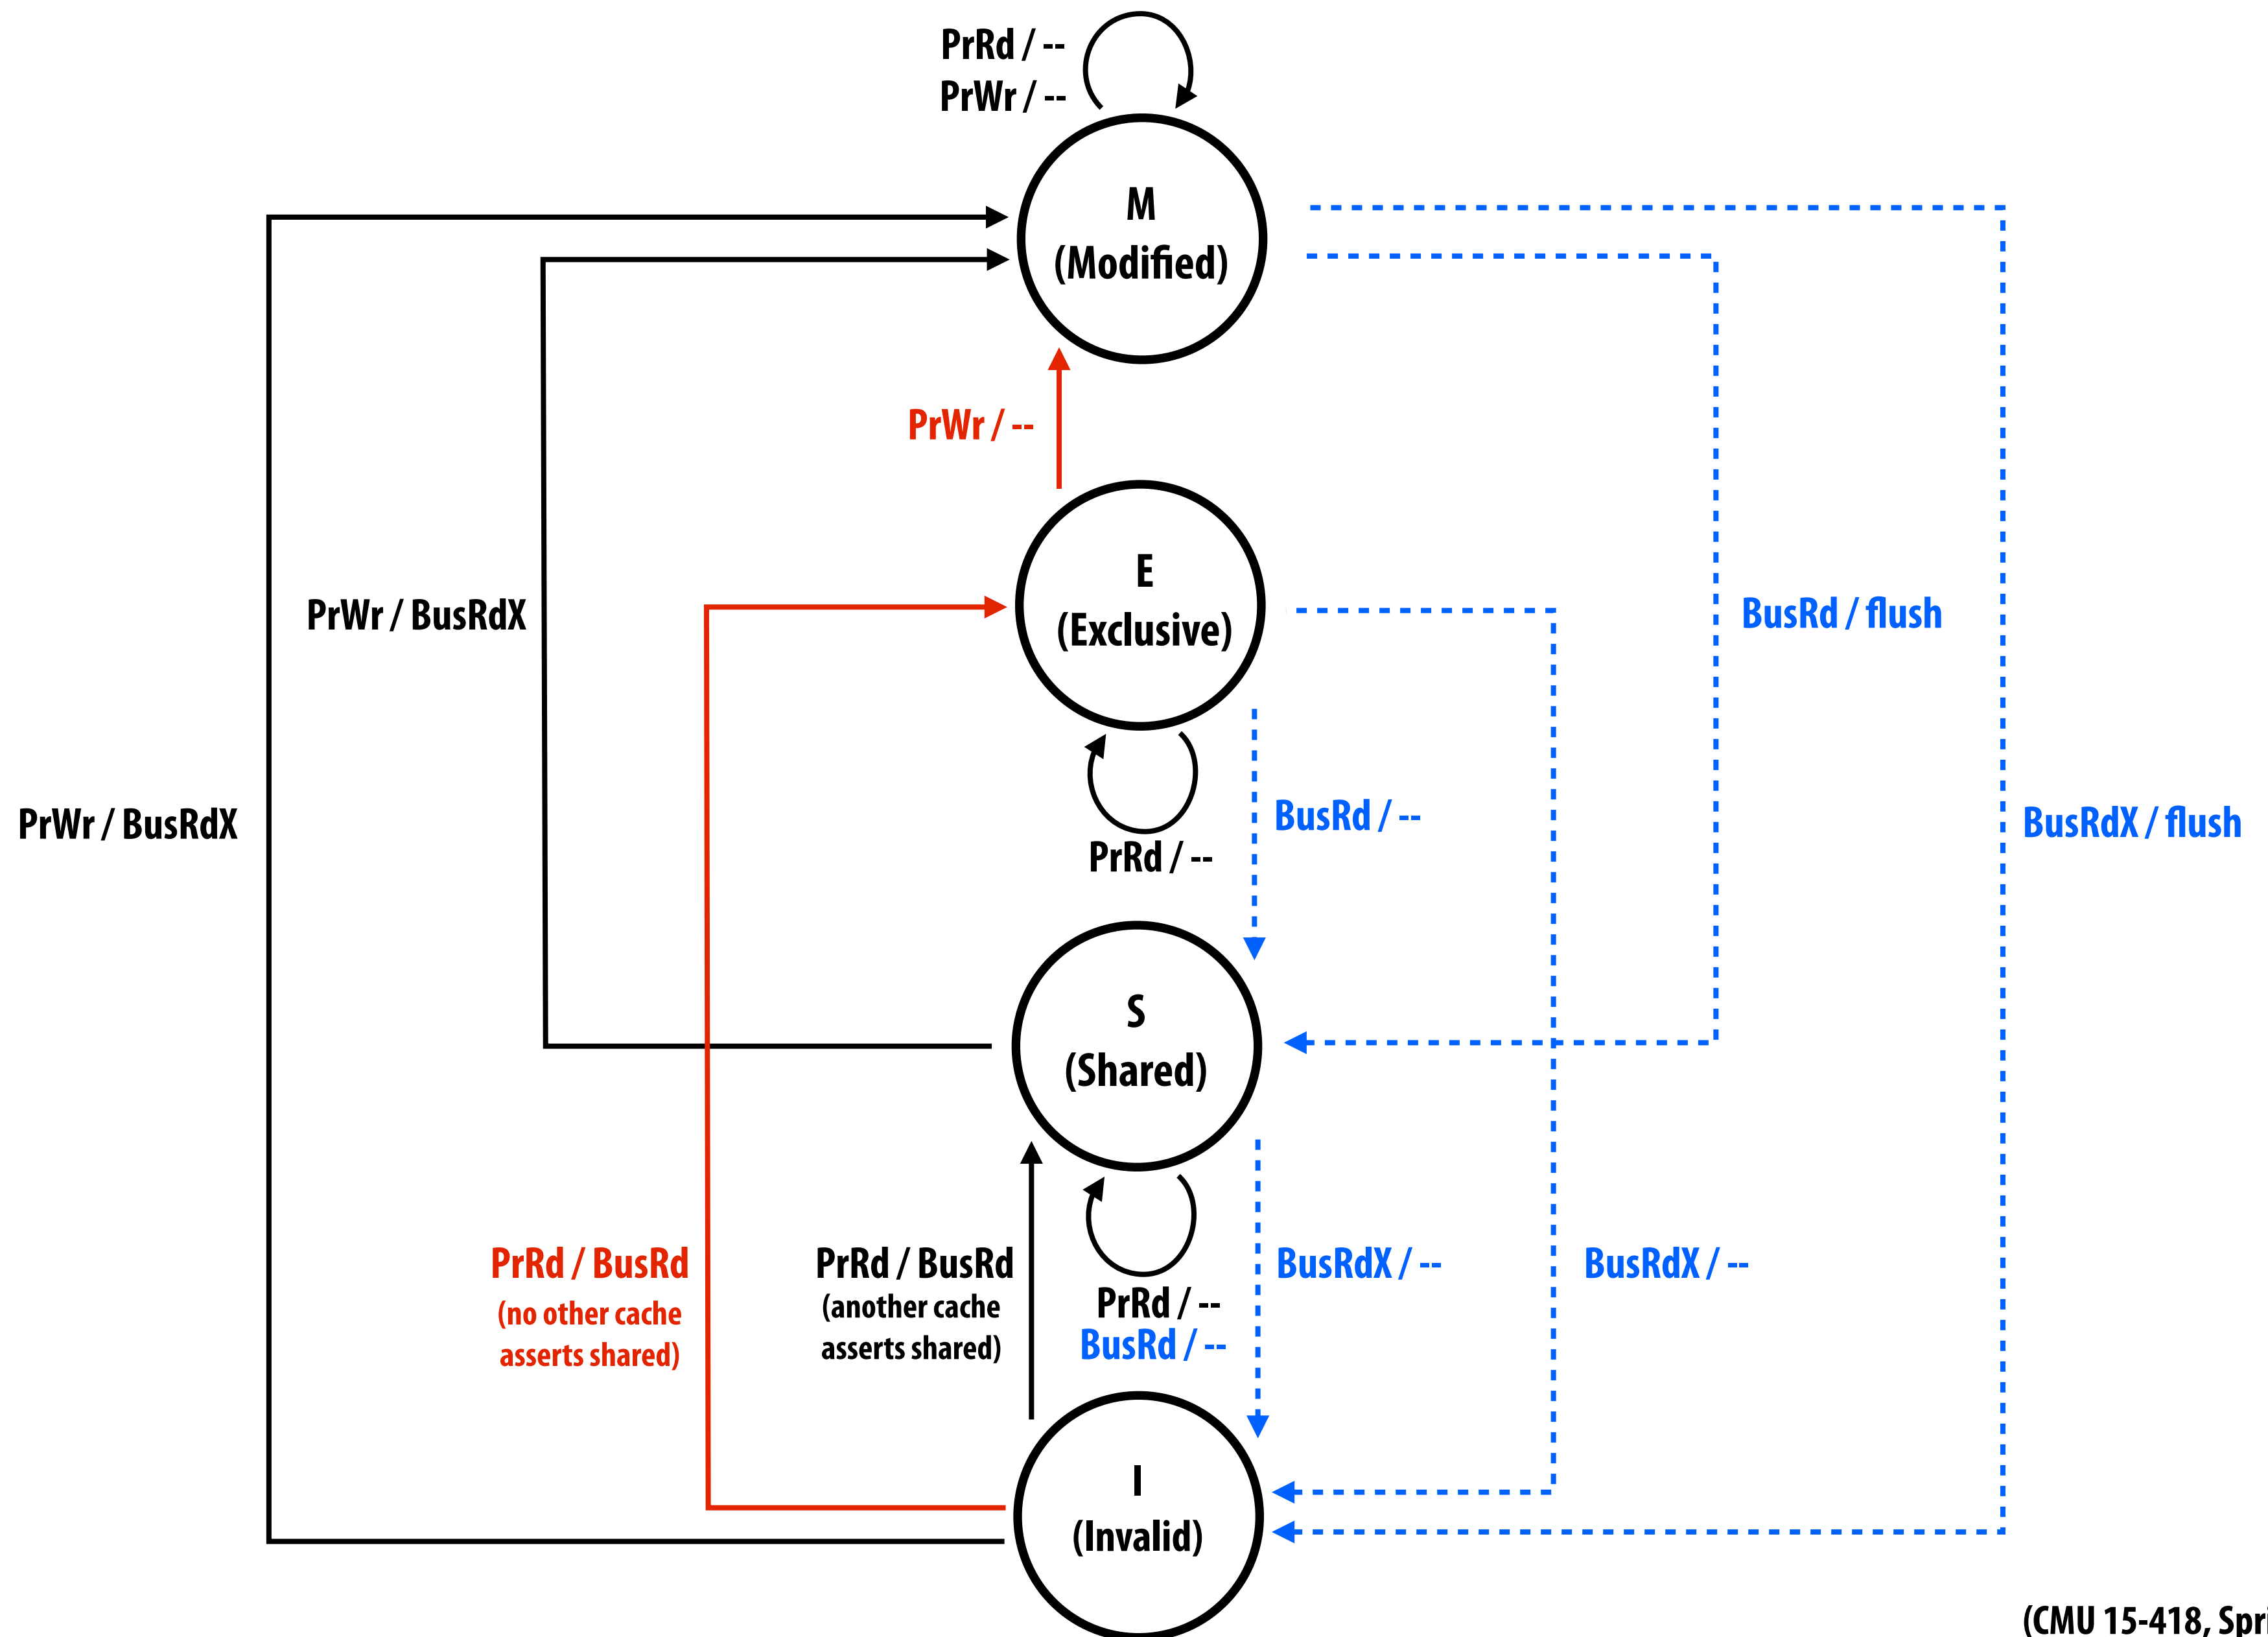 PrRd / --
PrWr / --
M
(Modified)
PrWr / --
E
(Exclusive)
PrWr / BusRdX
BusRd / flush
PrWr / BusRdX
BusRd / --
BusRdX / flush
PrRd / --
S
(Shared)
PrRd / BusRd
(no other cache
asserts shared)
PrRd / BusRd
(another cache
asserts shared)
PrRd / --
BusRd / --
BusRdX / --
BusRdX / --
I
(Invalid)
(CMU 15-418, Spri